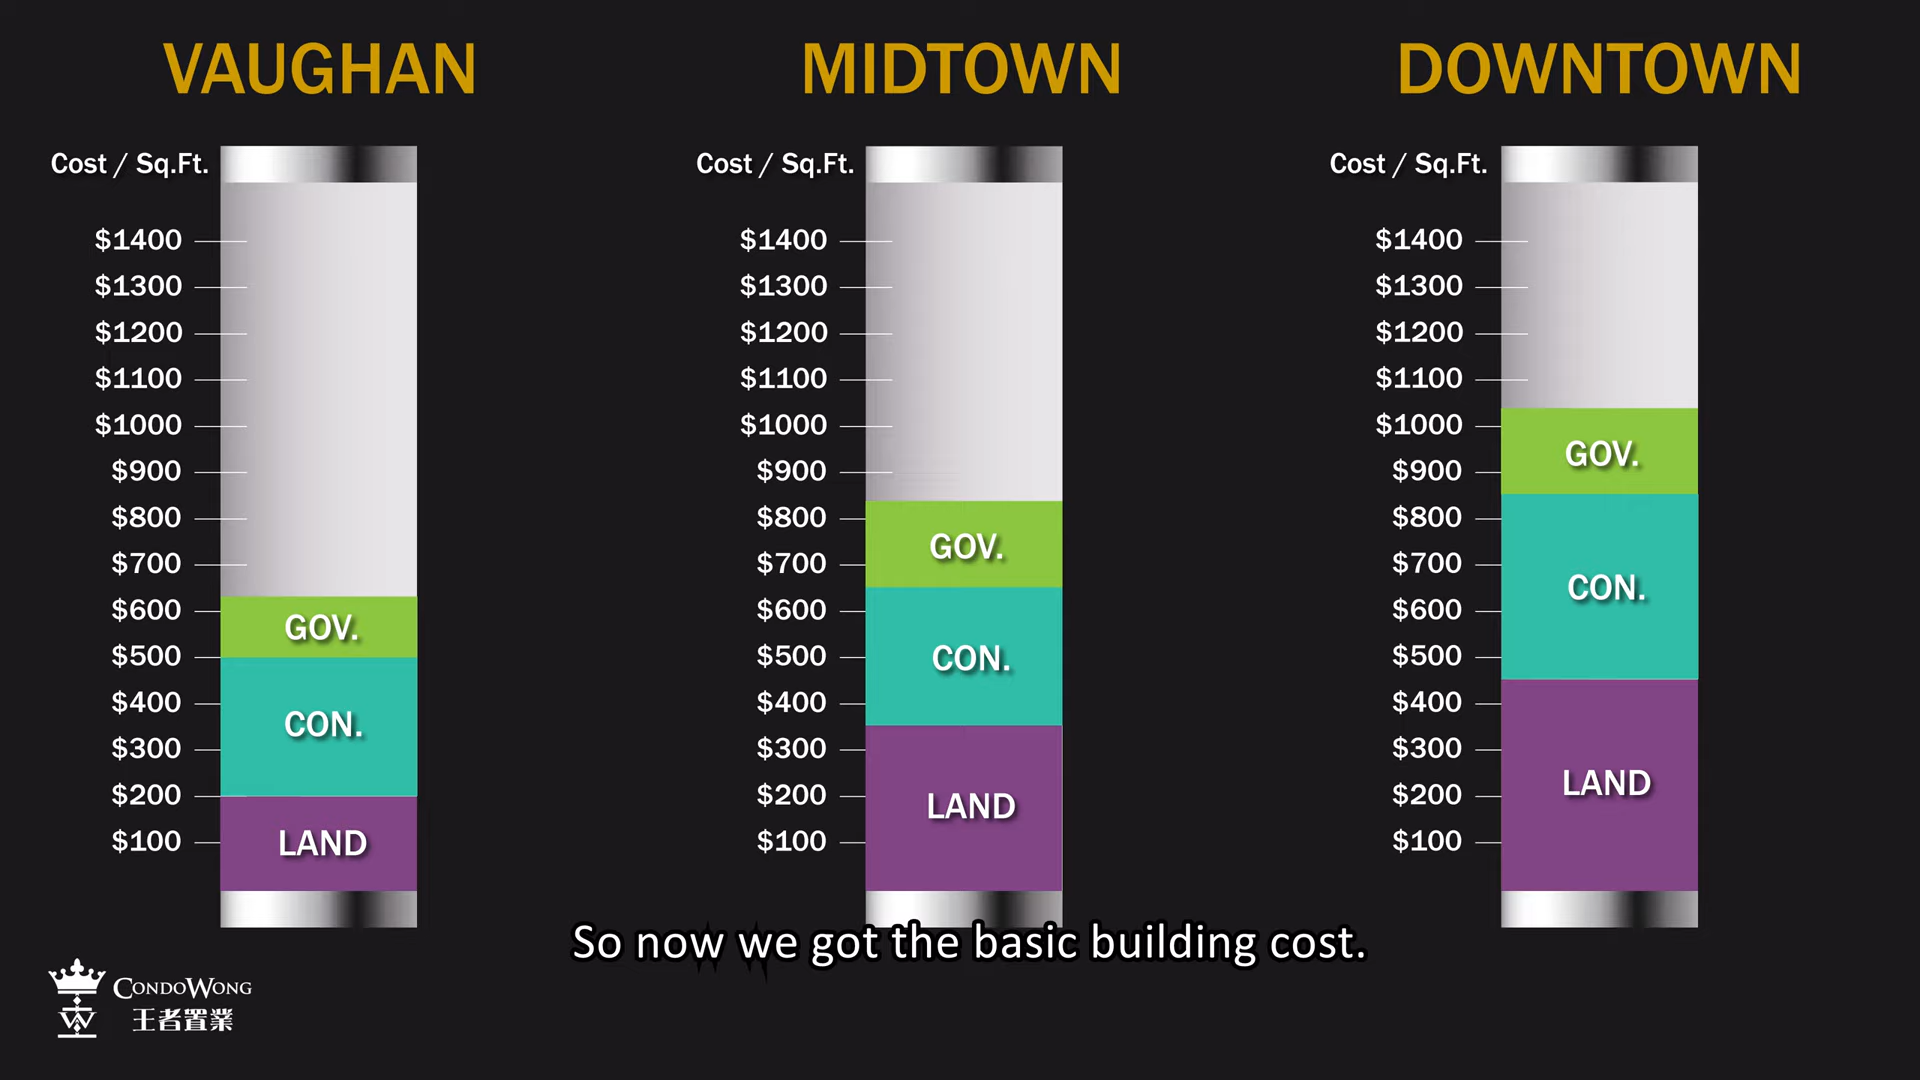 VAUGHAN
Cost / Sq.Ft.
$1400
$1300
$1200
$1100
$1000
$900
$800
$700
$600
$500
$400
$300
$200
$100
GOV.
CON.
LAND
MIDTOWN
Cost / Sq.Ft.
$1400
$1300
$1200
$1100
$1000
$900
$800
$700
$600
$500
$400
$300
$200
$100
GOV.
CON.
LAND
DOWNTOWN
Cost / Sq.Ft.
$1400
$1300
$1200
$1100
$1000
$900
$800
$700
$600
$500
$400
$300
$200
$100
GOV.
CON.
LAND
So now we got the basic building cost.
CONDOWONG
王者置業